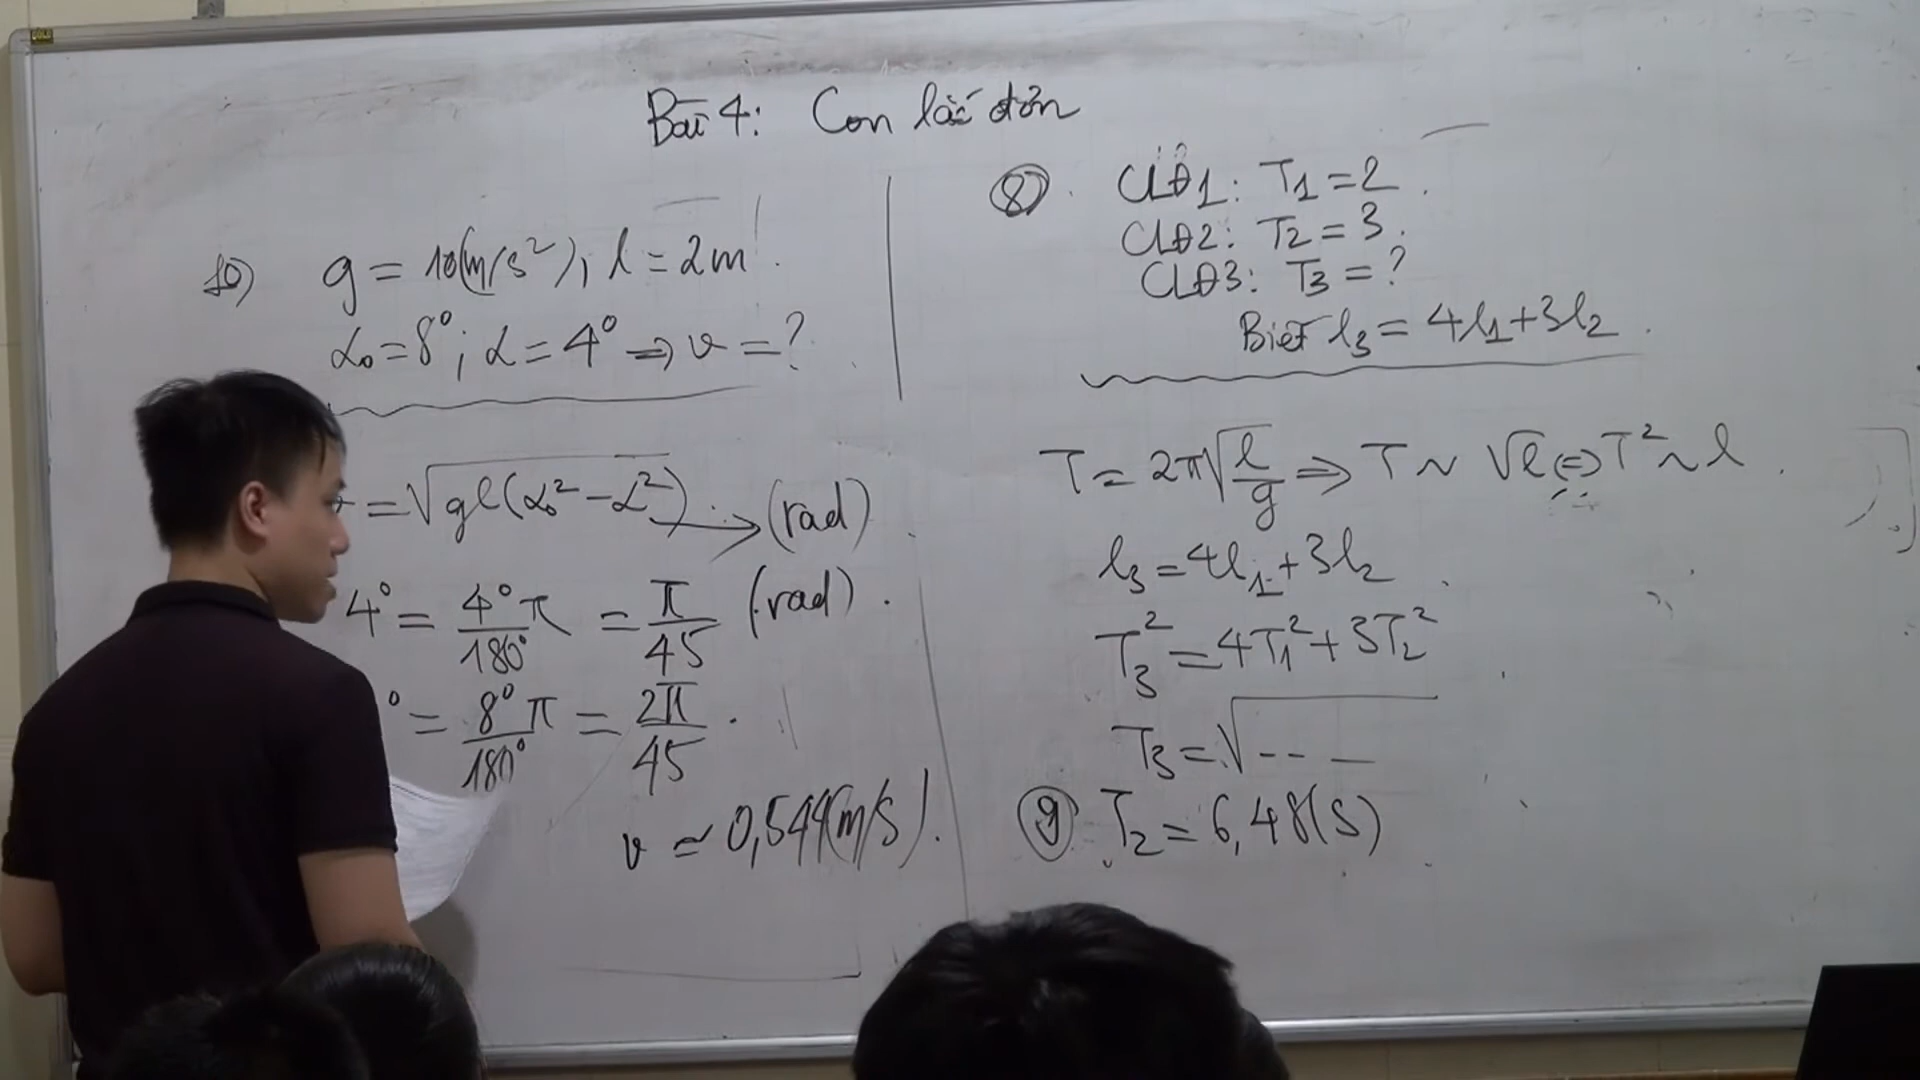 Bài 4: Con lắc đơn
10) g = 10(m/s²); l = 2m
α₀ = 8°; α = 4° ⇒ v = ?
= √gl(α₀² − α²) → (rad)
4° = 4°π/180° = π/45 (rad).
° = 8°π/180° = 2π/45.
v ≃ 0,544(m/s).
⑧. CLĐ1: T₁ = 2.
CLĐ2: T₂ = 3.
CLĐ3: T₃ = ?
Biết l₃ = 4l₁ + 3l₂.
T = 2π√(l/g) ⇒ T ~ √l ⇔ T² ~ l.
l₃ = 4l₁ + 3l₂
T₃² = 4T₁² + 3T₂²
T₃ = √-- —
⑨. T₂ = 6,48(s)